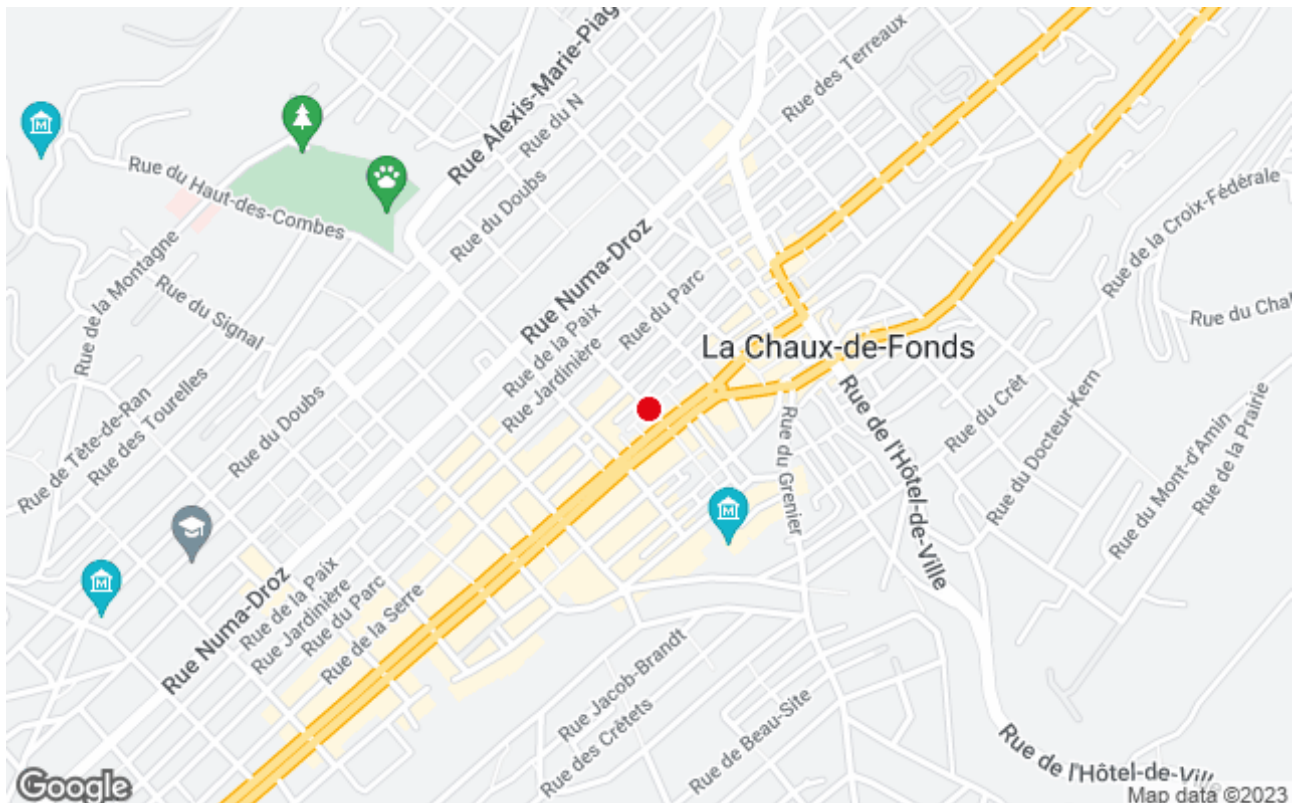 Rue des Terreaux
Rue Alexis-Marie-Piag
Rue du N
Rue du Haut-des-Combes
Rue du Doubs
Rue de la Croix-Fédérale
Rue de la Montagne
Rue Numa-Droz
Rue du Parc
Rue du Signal
Rue de la Paix
Rue du Chal
La Chaux-de-Fonds
Rue Jardinière
Rue de Tête-de-Ran
Rue des Tourelles
Rue du Doubs
Rue de l'Hôtel-de-Ville
Rue du Crêt
Rue du Docteur-Kern
Rue du Mont-d'Amin
Rue de la Prairie
Rue du Grenier
Rue Numa-Droz
Rue de la Paix
Rue Jardinière
Rue du Parc
Rue de la Serre
Rue Jacob-Brandt
Rue des Crêtets
Rue de Beau-Site
Rue de l'Hôtel-de-Ville
Google
Map data ©2023